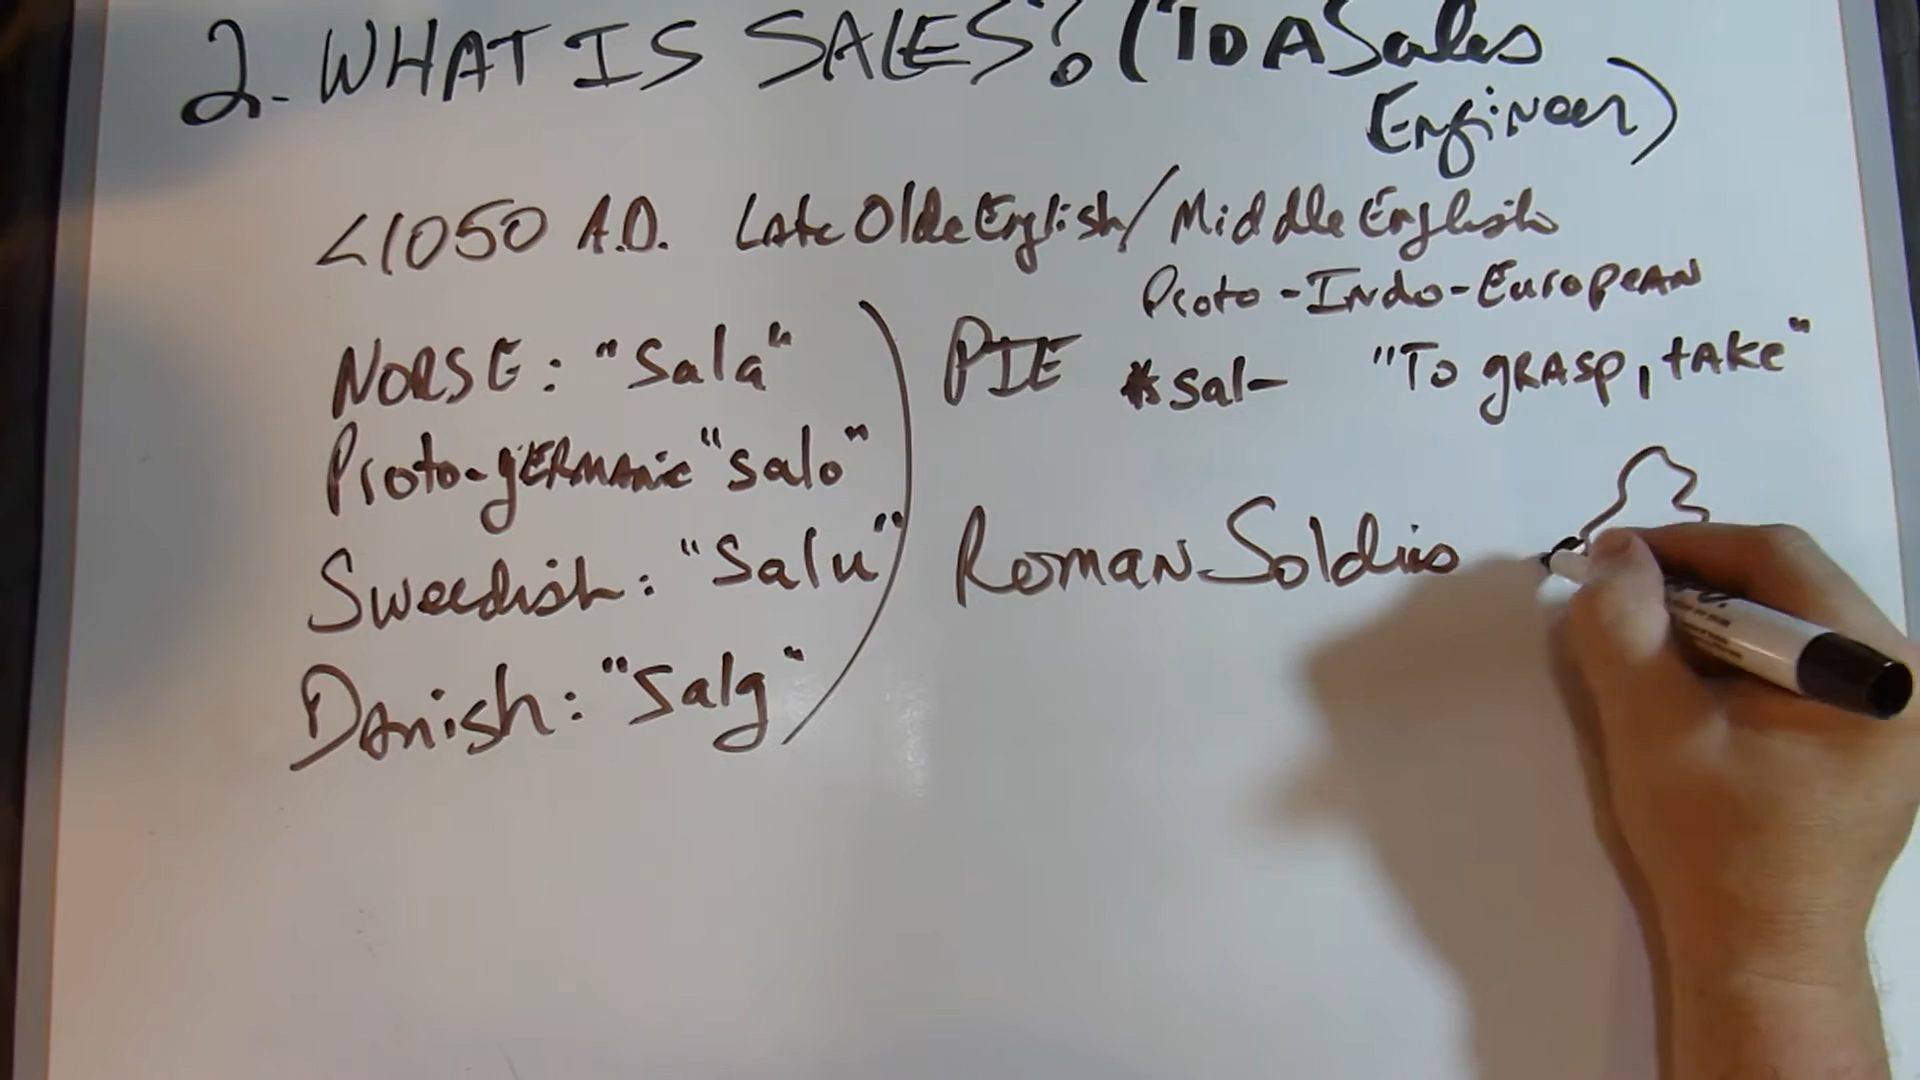 2. WHAT IS SALES? (TO A Sales
Engineer)
<1050 A.D. Late Olde English/Middle English
Proto-Indo-European
NORSE: "Sala"
PIE *sal- "To grasp, take"
Proto-germanic "salo"
Swedish: "Salu"
Roman Soldiers
Danish: "Salg"